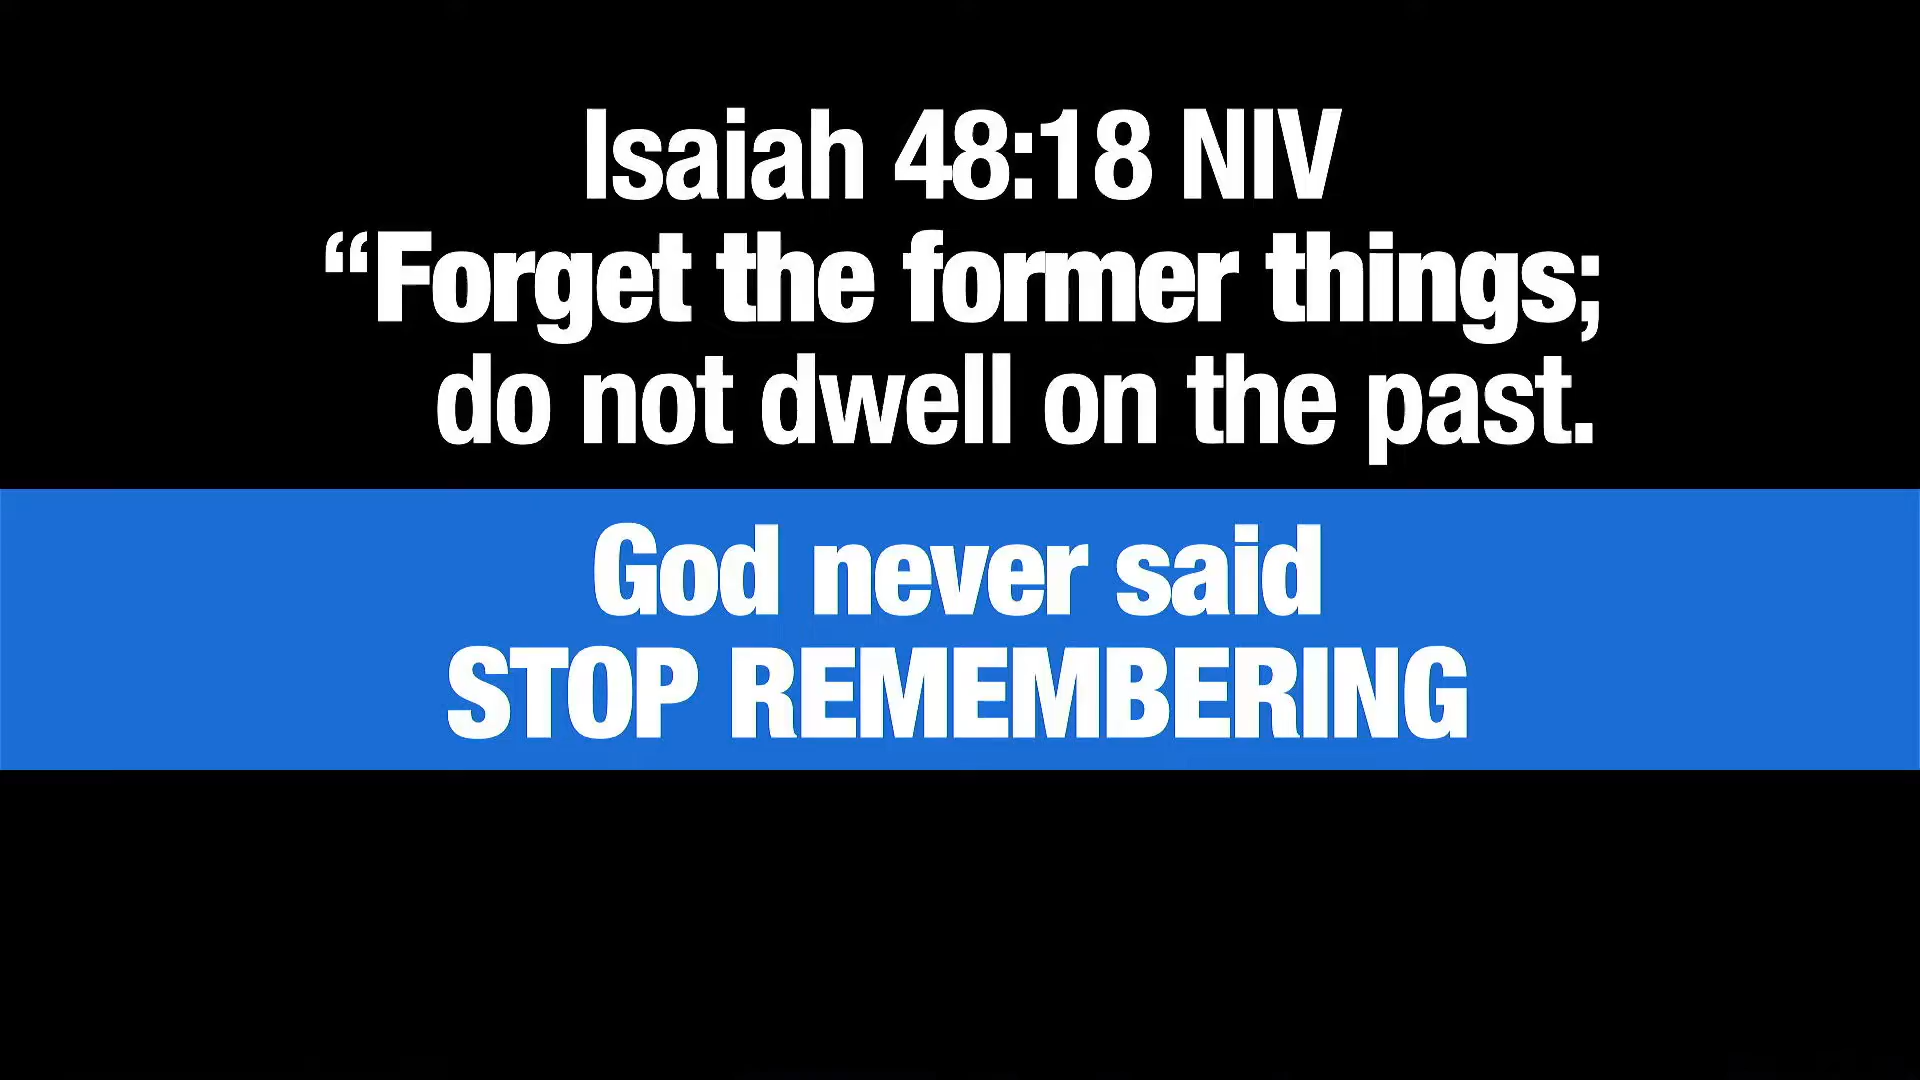 Isaiah 48:18 NIV
“Forget the former things;
do not dwell on the past.
God never said
STOP REMEMBERING